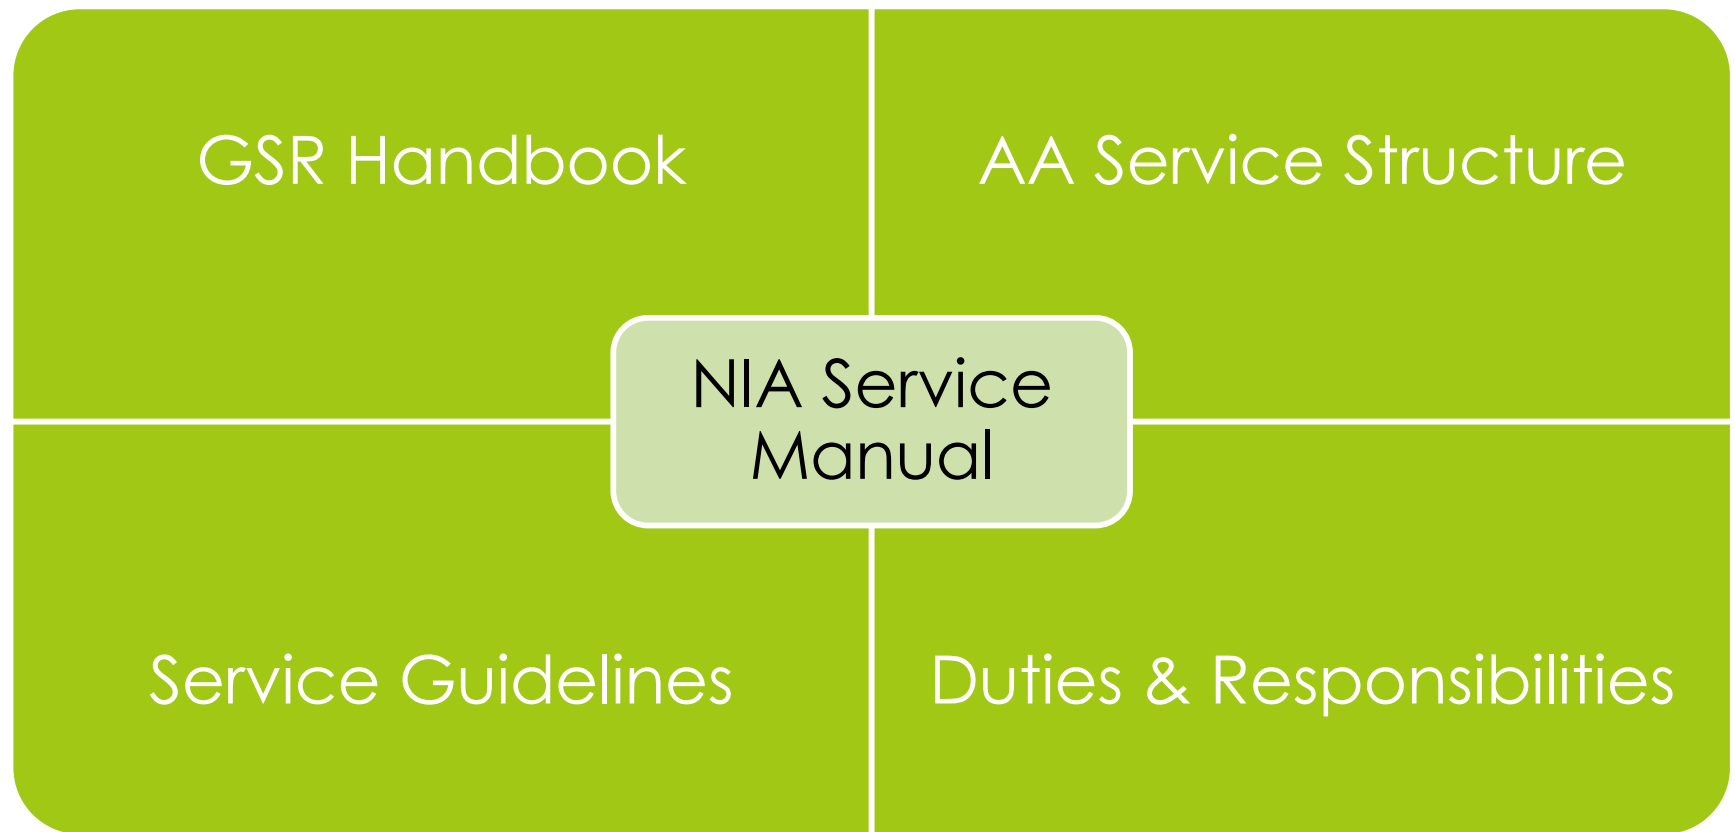 GSR Handbook
AA Service Structure
NIA Service
Manual
Service Guidelines
Duties & Responsibilities